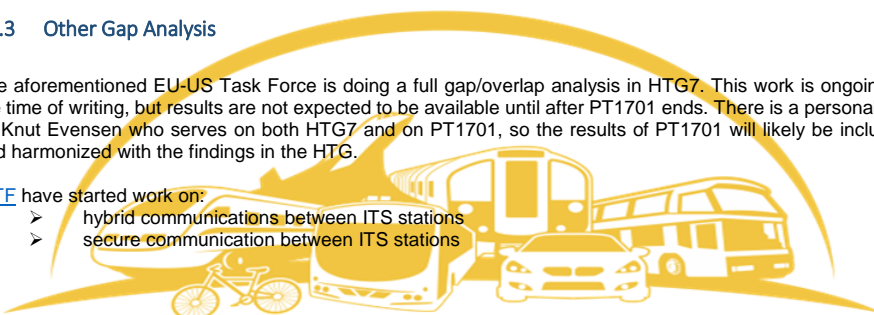 .3 Other Gap Analysis
e aforementioned EU-US Task Force is doing a full gap/overlap analysis in HTG7. This work is ongoin
e time of writing, but results are not expected to be available until after PT1701 ends. There is a persona
Knut Evensen who serves on both HTG7 and on PT1701, so the results of PT1701 will likely be inclu
d harmonized with the findings in the HTG.
TF have started work on:
➢ hybrid communications between ITS stations
➢ secure communication between ITS stations